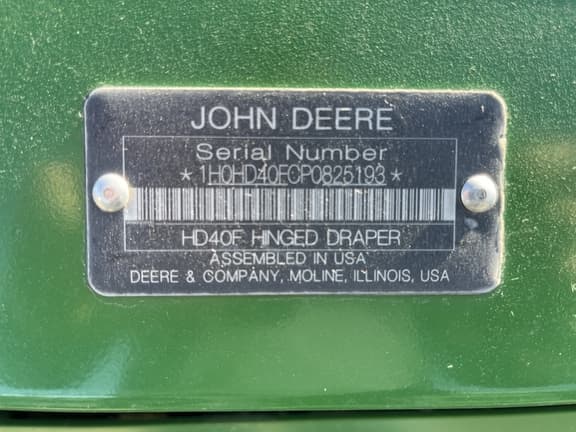 JOHN DEERE
Serial Number
*1H0HD40FCP0825193*
HD40F HINGED DRAPER
ASSEMBLED IN USA
DEERE & COMPANY, MOLINE, ILLINOIS, USA